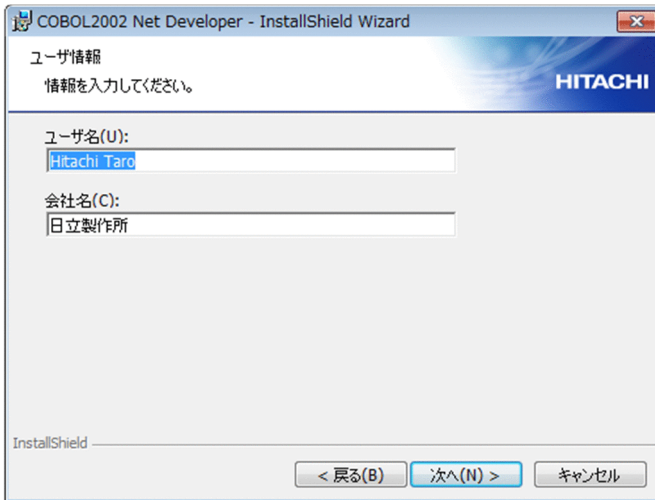 COBOL2002 Net Developer - InstallShield Wizard
ユーザ情報
情報を入力してください。
HITACHI
ユーザ名(U):
Hitachi Taro
会社名(C):
日立製作所
InstallShield
< 戻る(B) 次へ(N) > キャンセル